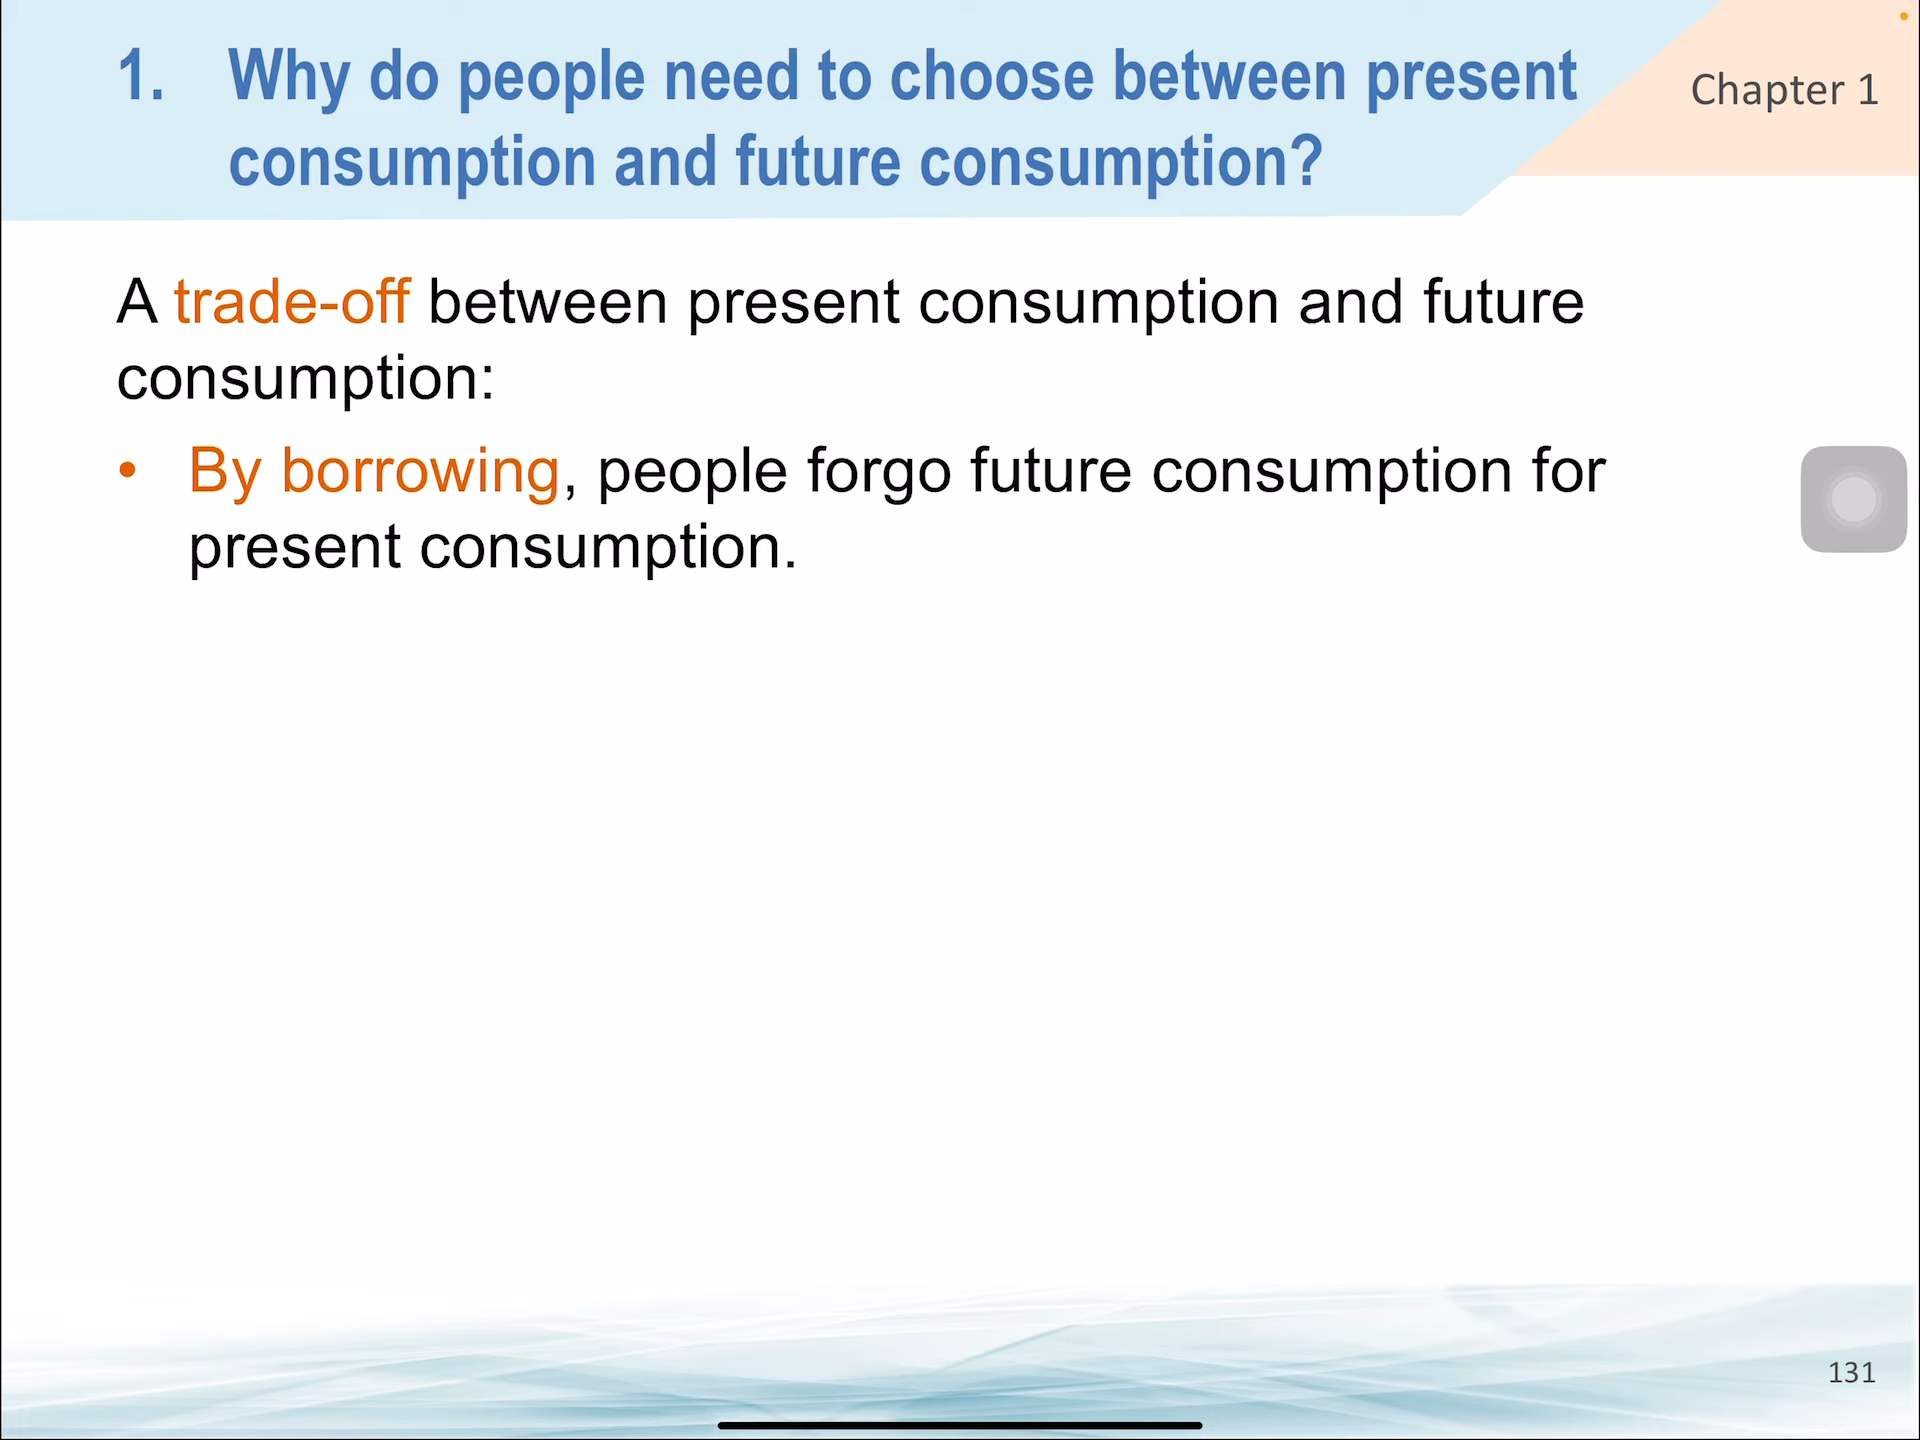 1. Why do people need to choose between present
consumption and future consumption?
Chapter 1
A trade-off between present consumption and future
consumption:
• By borrowing, people forgo future consumption for
present consumption.
131